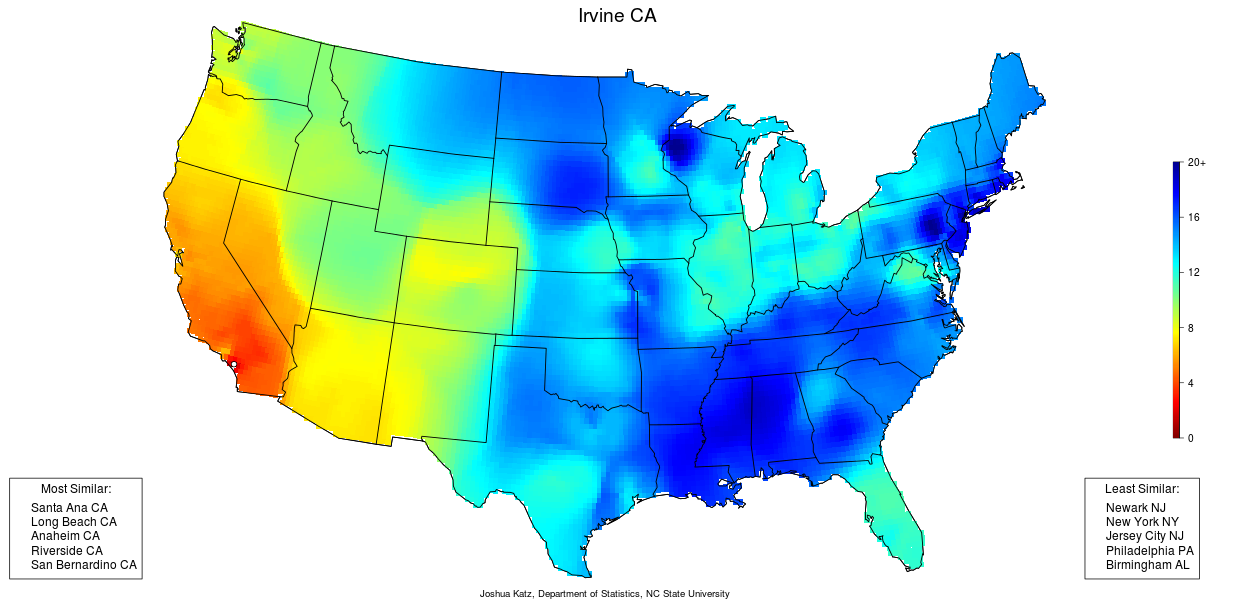 Irvine CA
20+
16
12
8
4
0
Most Similar:
Santa Ana CA
Long Beach CA
Anaheim CA
Riverside CA
San Bernardino CA
Least Similar:
Newark NJ
New York NY
Jersey City NJ
Philadelphia PA
Birmingham AL
Joshua Katz, Department of Statistics, NC State University